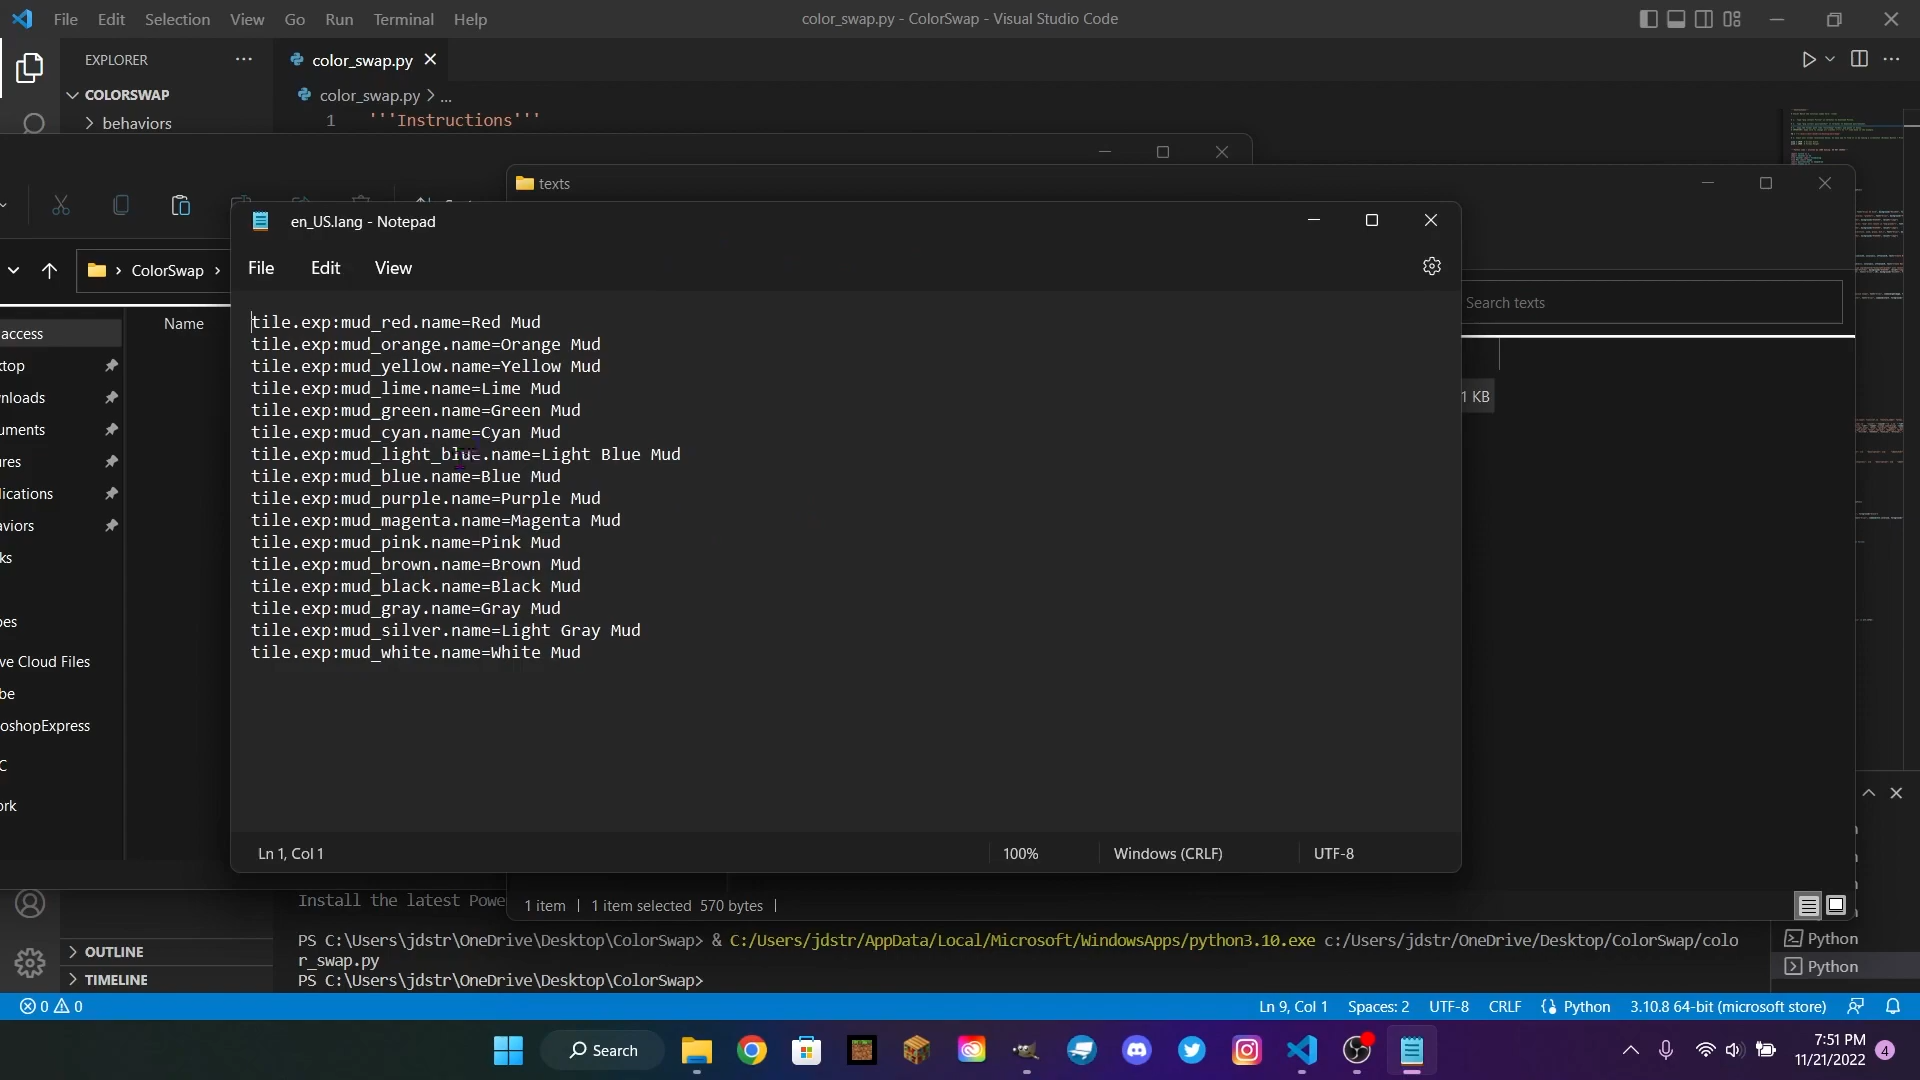 File Edit Selection View Go Run Terminal Help
color_swap.py - ColorSwap - Visual Studio Code
EXPLORER
color_swap.py
COLORSWAP
color_swap.py > ...
behaviors
1 '''Instructions'''
texts
en_US.lang - Notepad
File Edit View
ColorSwap
Search texts
Name
access
top
nloads
uments
res
lications
aviors
ks
es
ve Cloud Files
be
oshopExpress
C
ork
1 KB
tile.exp:mud_red.name=Red Mud
tile.exp:mud_orange.name=Orange Mud
tile.exp:mud_yellow.name=Yellow Mud
tile.exp:mud_lime.name=Lime Mud
tile.exp:mud_green.name=Green Mud
tile.exp:mud_cyan.name=Cyan Mud
tile.exp:mud_light_blue.name=Light Blue Mud
tile.exp:mud_blue.name=Blue Mud
tile.exp:mud_purple.name=Purple Mud
tile.exp:mud_magenta.name=Magenta Mud
tile.exp:mud_pink.name=Pink Mud
tile.exp:mud_brown.name=Brown Mud
tile.exp:mud_black.name=Black Mud
tile.exp:mud_gray.name=Gray Mud
tile.exp:mud_silver.name=Light Gray Mud
tile.exp:mud_white.name=White Mud
Ln 1, Col 1 100% Windows (CRLF) UTF-8
1 item 1 item selected 570 bytes
Install the latest Powe
PS C:\Users\jdstr\OneDrive\Desktop\ColorSwap> & C:/Users/jdstr/AppData/Local/Microsoft/WindowsApps/python3.10.exe c:/Users/jdstr/OneDrive/Desktop/ColorSwap/colo
r_swap.py
PS C:\Users\jdstr\OneDrive\Desktop\ColorSwap>
Python
Python
OUTLINE
TIMELINE
0 0
Ln 9, Col 1 Spaces: 2 UTF-8 CRLF Python 3.10.8 64-bit (microsoft store)
Search
7:51 PM
11/21/2022
4